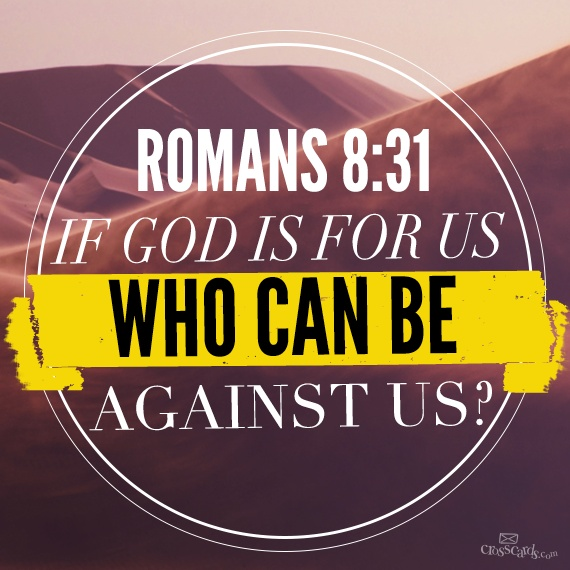 ROMANS 8:31
IF GOD IS FOR US
WHO CAN BE
AGAINST US?
crosscards.com